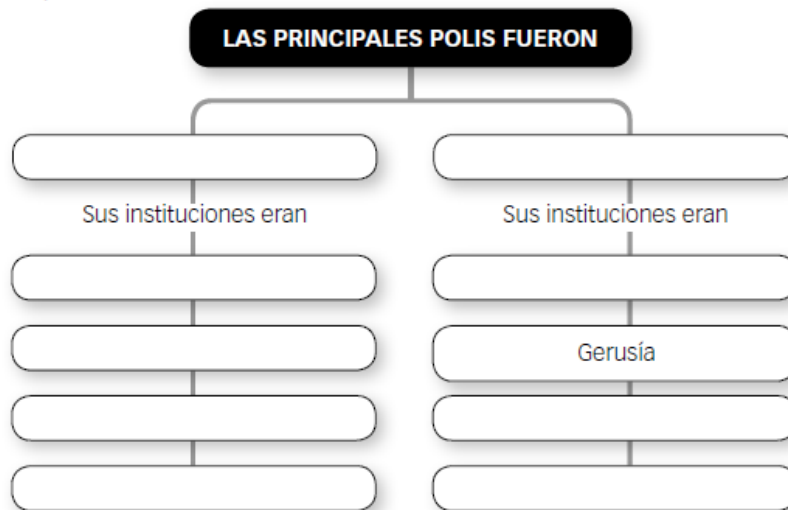 LAS PRINCIPALES POLIS FUERON
Sus instituciones eran
Sus instituciones eran
Gerusía